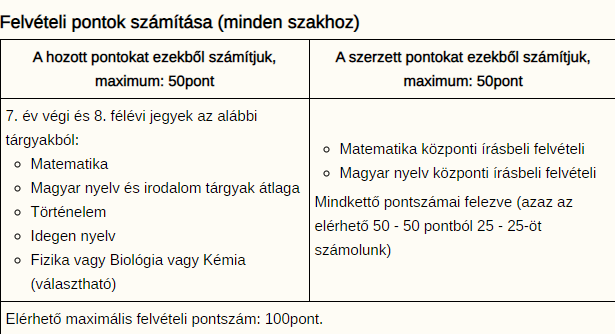 Felvételi pontok számítása (minden szakhoz)
A hozott pontokat ezekből számítjuk,
maximum: 50pont
A szerzett pontokat ezekből számítjuk,
maximum: 50pont
7. év végi és 8. félévi jegyek az alábbi
tárgyakból:
Matematika
Magyar nyelv és irodalom tárgyak átlaga
Történelem
Idegen nyelv
Fizika vagy Biológia vagy Kémia
(választható)
Matematika központi írásbeli felvételi
Magyar nyelv központi írásbeli felvételi
Mindkettő pontszámai felezve (azaz az
elérhető 50 - 50 pontból 25 - 25-öt
számolunk)
Elérhető maximális felvételi pontszám: 100pont.